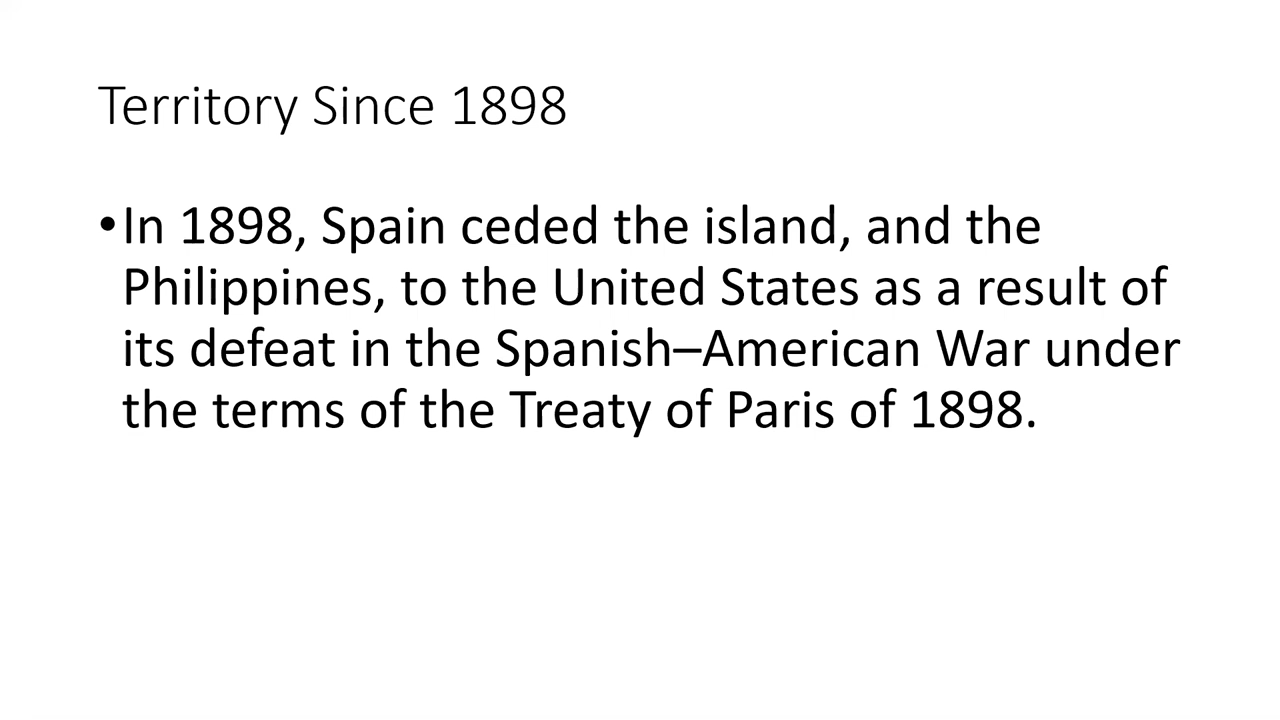 Territory Since 1898
•In 1898, Spain ceded the island, and the
Philippines, to the United States as a result of
its defeat in the Spanish–American War under
the terms of the Treaty of Paris of 1898.